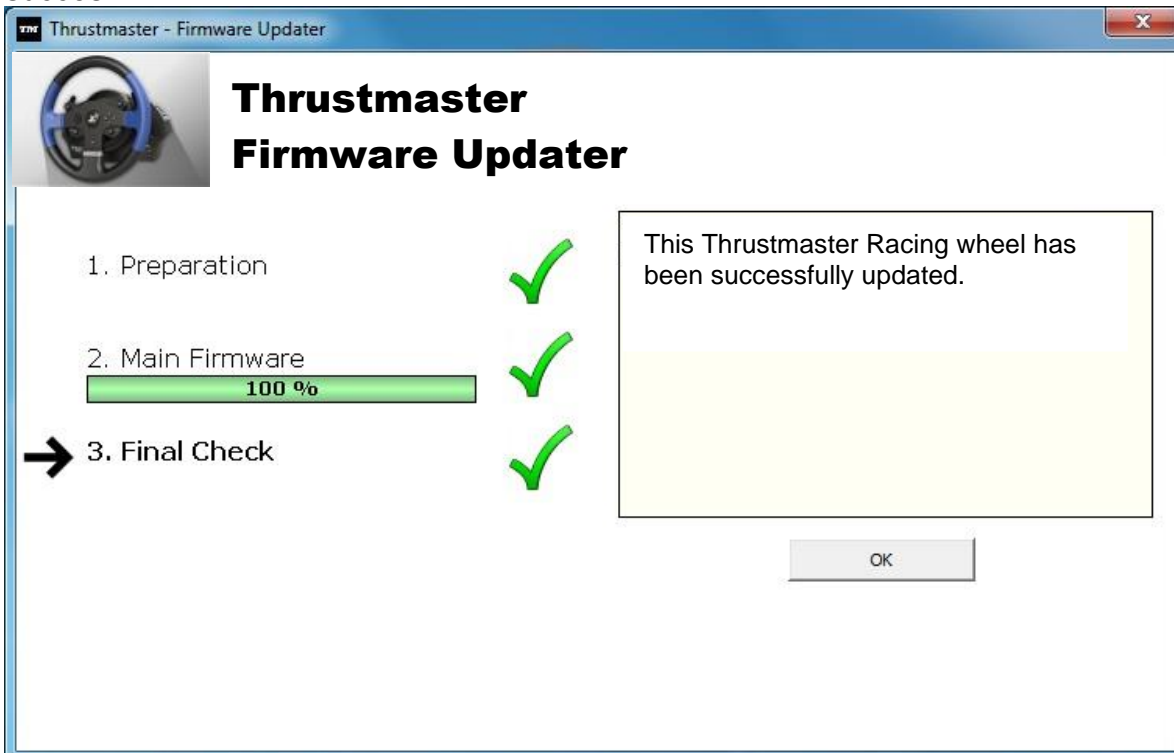 Thrustmaster - Firmware Updater
Thrustmaster
Firmware Updater
1. Preparation
2. Main Firmware
100 %
3. Final Check
This Thrustmaster Racing wheel has
been successfully updated.
OK